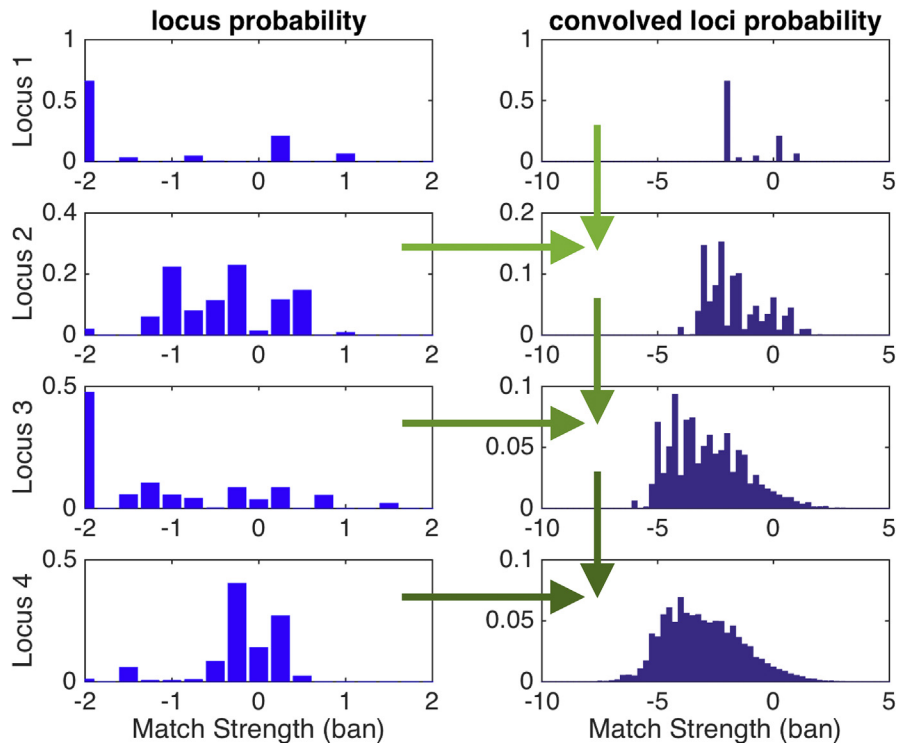 locus probability convolved loci probability
Locus 1
1
0.5
0
-2 -1 0 1 2
1
0.5
0
-10 -5 0 5
Locus 2
0.4
0.2
0
-2 -1 0 1 2
0.2
0.1
0
-10 -5 0 5
Locus 3
0.5
0
-2 -1 0 1 2
0.1
0.05
0
-10 -5 0 5
Locus 4
0.5
0
-2 -1 0 1 2
0.1
0.05
0
-10 -5 0 5
Match Strength (ban) Match Strength (ban)